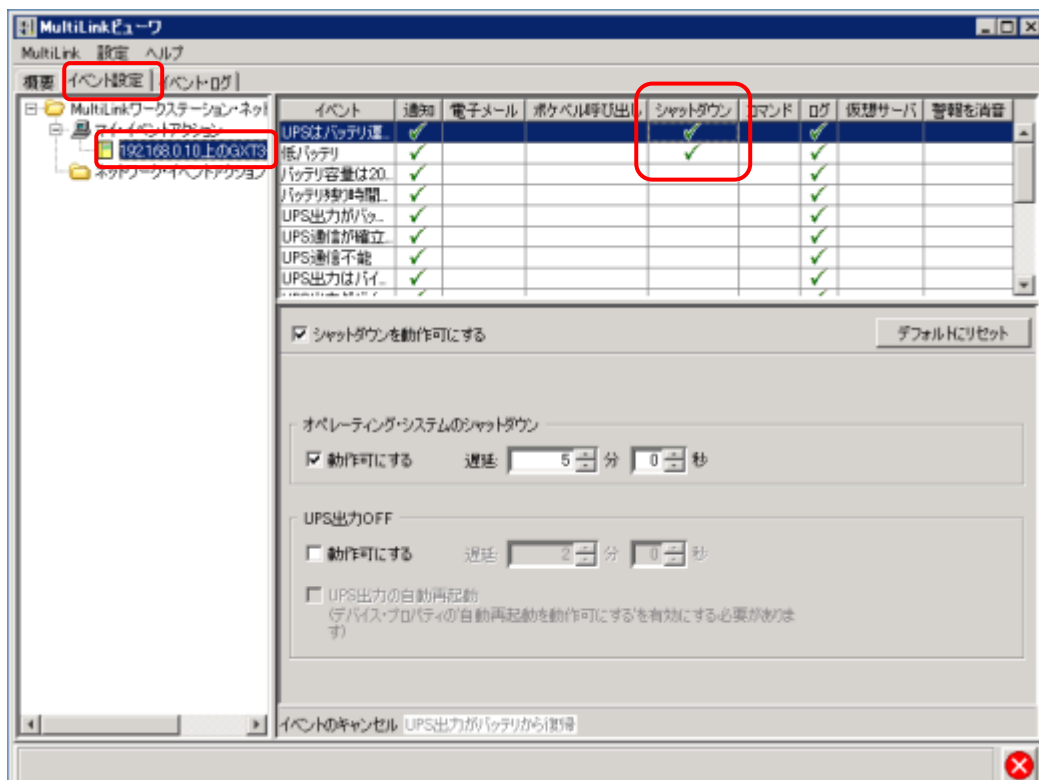 MultiLinkビューワ
MultiLink 設定 ヘルプ
概要 イベント設定 イベント・ログ
MultiLinkワークステーション・ネット
マイ・イベントアクション
192.168.0.10上のGXT3
ネットワーク・イベントアクション
イベント 通知 電子メール ポケベル呼び出し シャットダウン コマンド ログ 仮想サーバ 警報を消音
UPSはバッテリ運...
低バッテリ
バッテリ容量は20...
バッテリ残り時間...
UPS出力がバッ...
UPS通信が確立...
UPS通信不能
UPS出力はバイ...
シャットダウンを動作可にする デフォルトにリセット
オペレーティング・システムのシャットダウン
動作可にする 遅延: 5 分 0 秒
UPS出力OFF
動作可にする 遅延: 2 分 0 秒
UPS出力の自動再起動
(デバイス・プロパティの'自動再起動を動作可にする'を有効にする必要がありま
す)
イベントのキャンセル UPS出力がバッテリから復帰